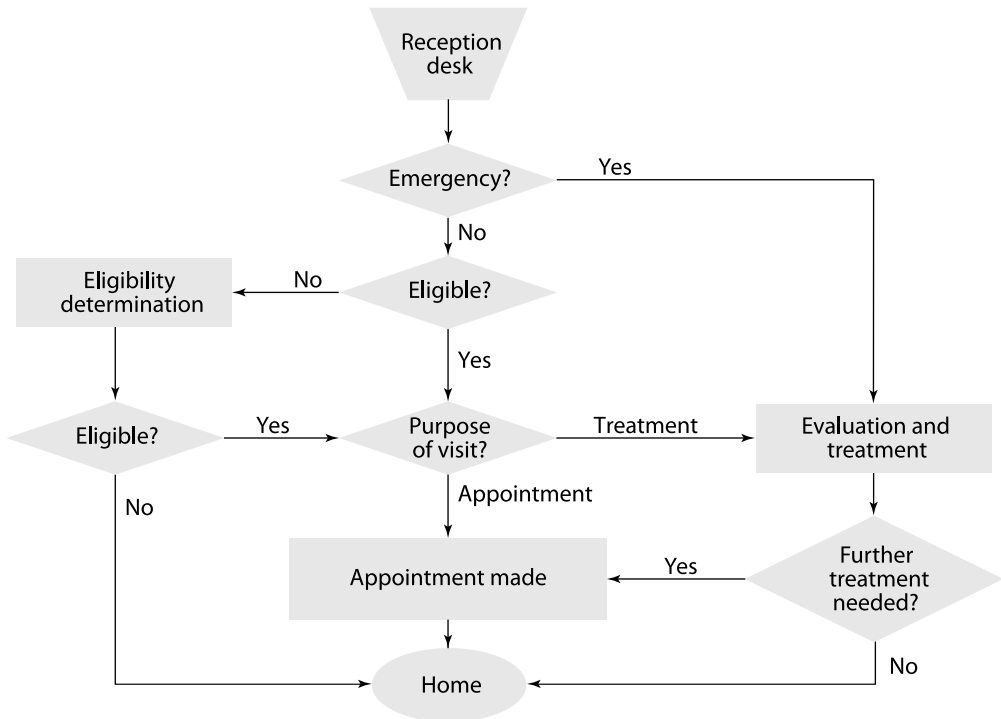 Reception
desk
Emergency?
Yes
No
Eligibility
determination
No
Eligible?
Yes
Eligible?
Yes
Purpose
of visit?
Treatment
Evaluation and
treatment
No
Appointment
Appointment made
Yes
Further
treatment
needed?
No
Home